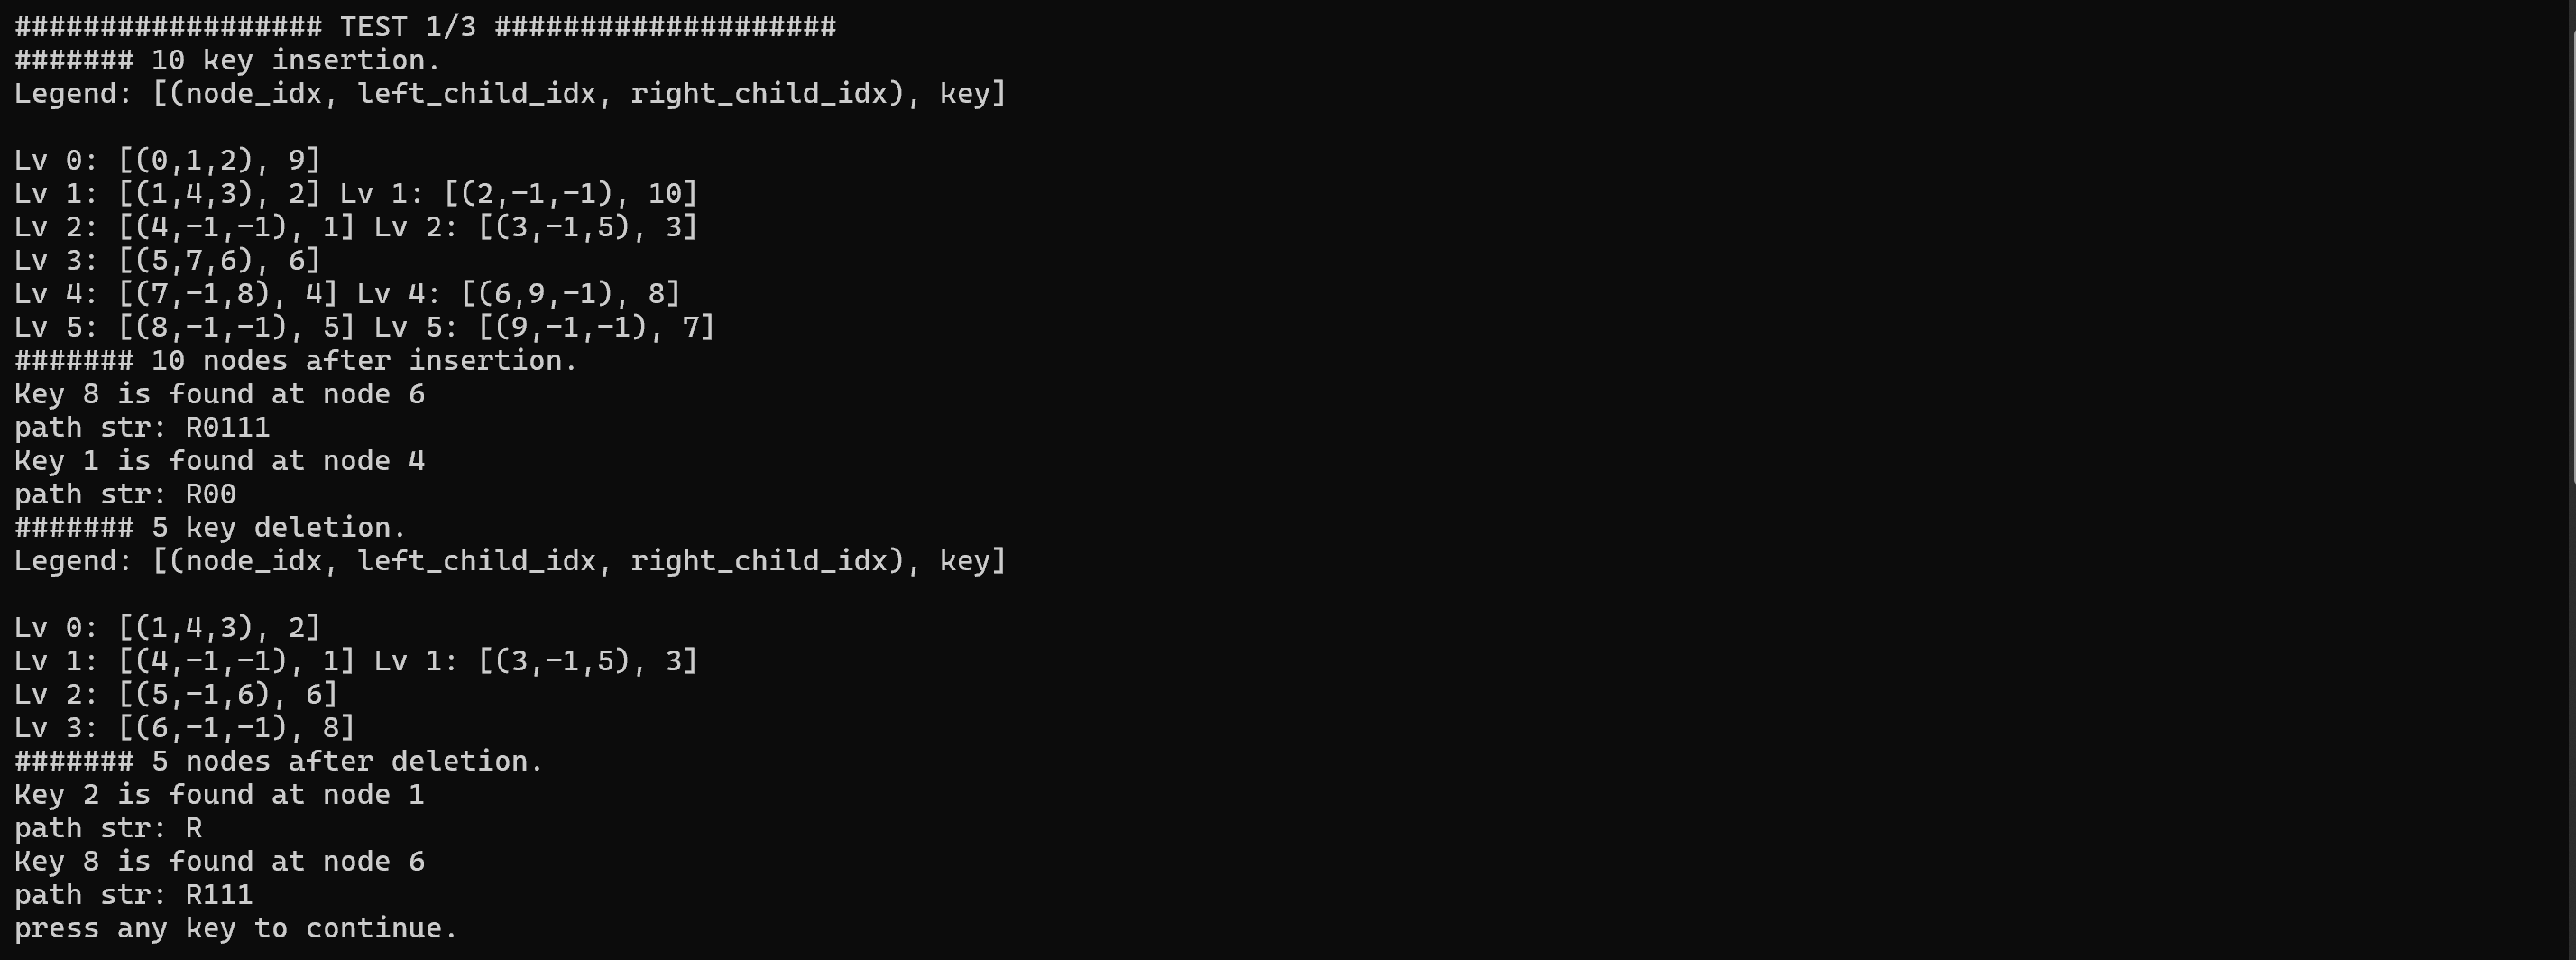 ################## TEST 1/3 ####################
####### 10 key insertion.
Legend: [(node_idx, left_child_idx, right_child_idx), key]
Lv 0: [(0,1,2), 9]
Lv 1: [(1,4,3), 2] Lv 1: [(2,-1,-1), 10]
Lv 2: [(4,-1,-1), 1] Lv 2: [(3,-1,5), 3]
Lv 3: [(5,7,6), 6]
Lv 4: [(7,-1,8), 4] Lv 4: [(6,9,-1), 8]
Lv 5: [(8,-1,-1), 5] Lv 5: [(9,-1,-1), 7]
####### 10 nodes after insertion.
Key 8 is found at node 6
path str: R0111
Key 1 is found at node 4
path str: R00
####### 5 key deletion.
Legend: [(node_idx, left_child_idx, right_child_idx), key]
Lv 0: [(1,4,3), 2]
Lv 1: [(4,-1,-1), 1] Lv 1: [(3,-1,5), 3]
Lv 2: [(5,-1,6), 6]
Lv 3: [(6,-1,-1), 8]
####### 5 nodes after deletion.
Key 2 is found at node 1
path str: R
Key 8 is found at node 6
path str: R111
press any key to continue.